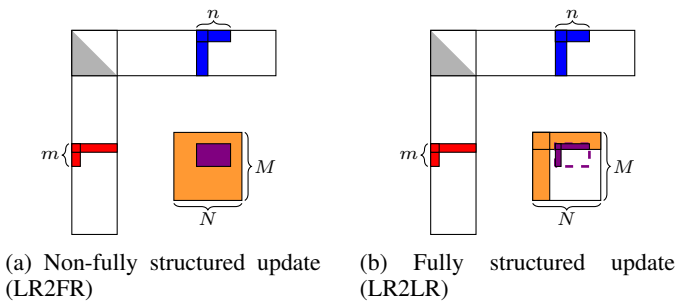 n
n
m
m
M
M
N
N
(a) Non-fully structured update
(LR2FR)
(b) Fully structured update
(LR2LR)